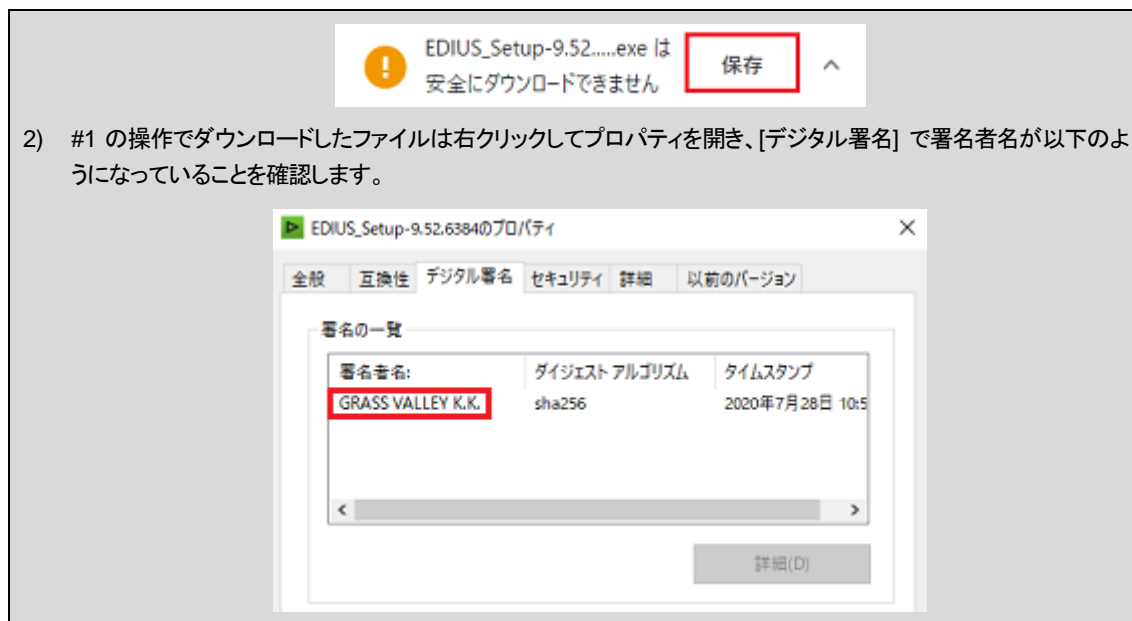 EDIUS_Setup-9.52.....exe は
安全にダウンロードできません
保存
2) #1 の操作でダウンロードしたファイルは右クリックしてプロパティを開き、[デジタル署名] で署名者名が以下のよ
うになっていることを確認します。
EDIUS_Setup-9.52.6384のプロパティ
全般 互換性 デジタル署名 セキュリティ 詳細 以前のバージョン
署名の一覧
署名者名: ダイジェスト アルゴリズム タイムスタンプ
GRASS VALLEY K.K. sha256 2020年7月28日 10:5
詳細(D)